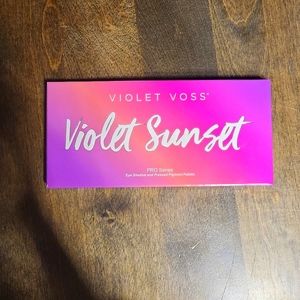 VIOLET VOSS®
Violet Sunset
PRO Series
Eye Shadow and Pressed Pigment Palette